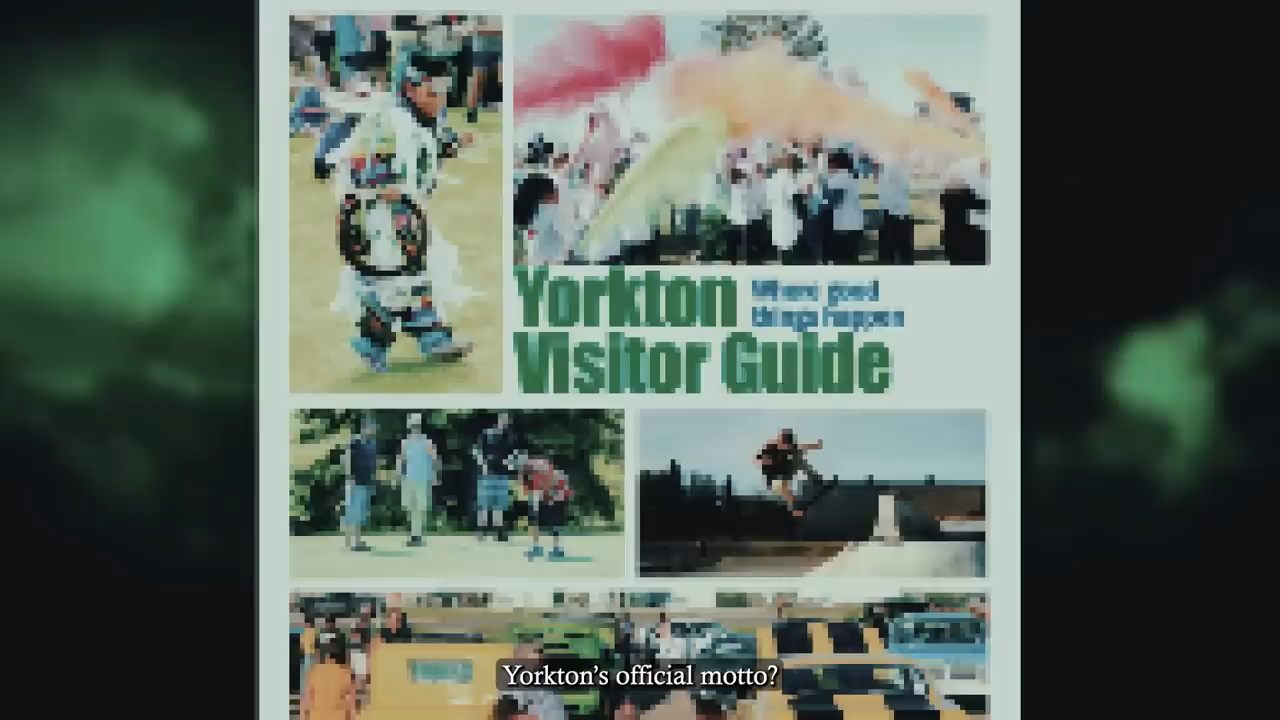 Yorkton
Where good
things happen
Visitor Guide
Yorkton's official motto?